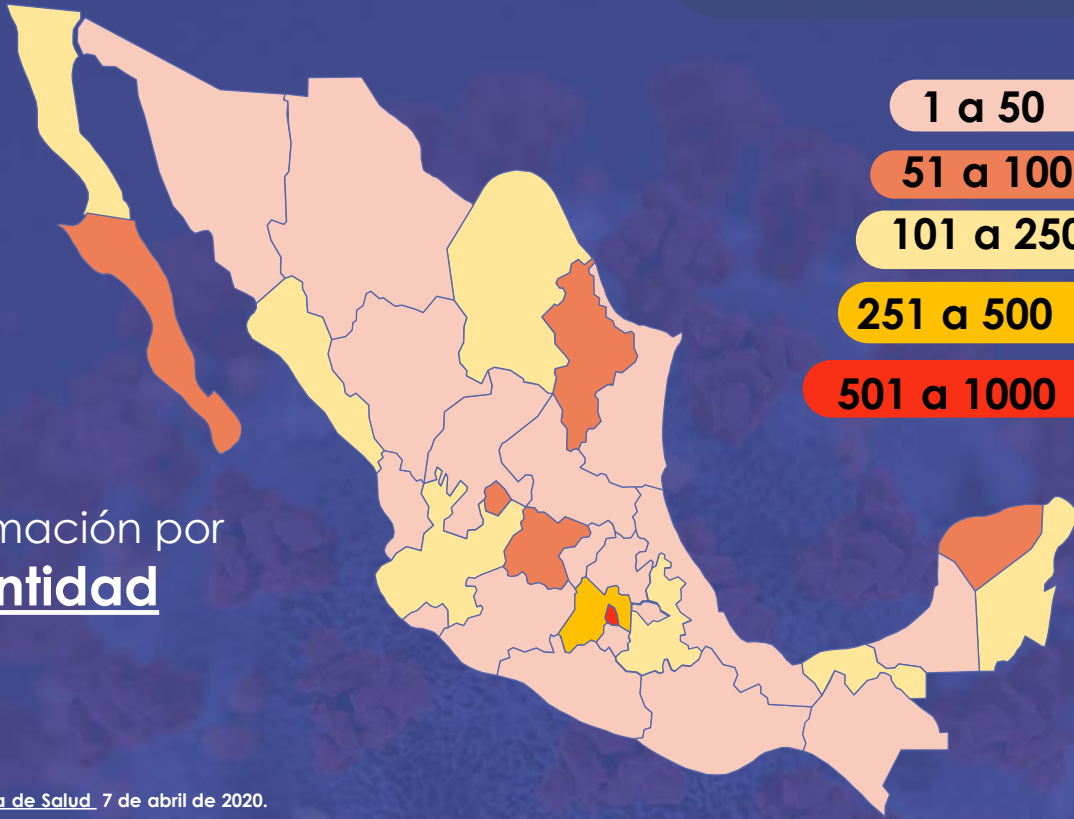 1 a 50
51 a 100
101 a 250
251 a 500
501 a 1000
mación por
ntidad
a de Salud 7 de abril de 2020.